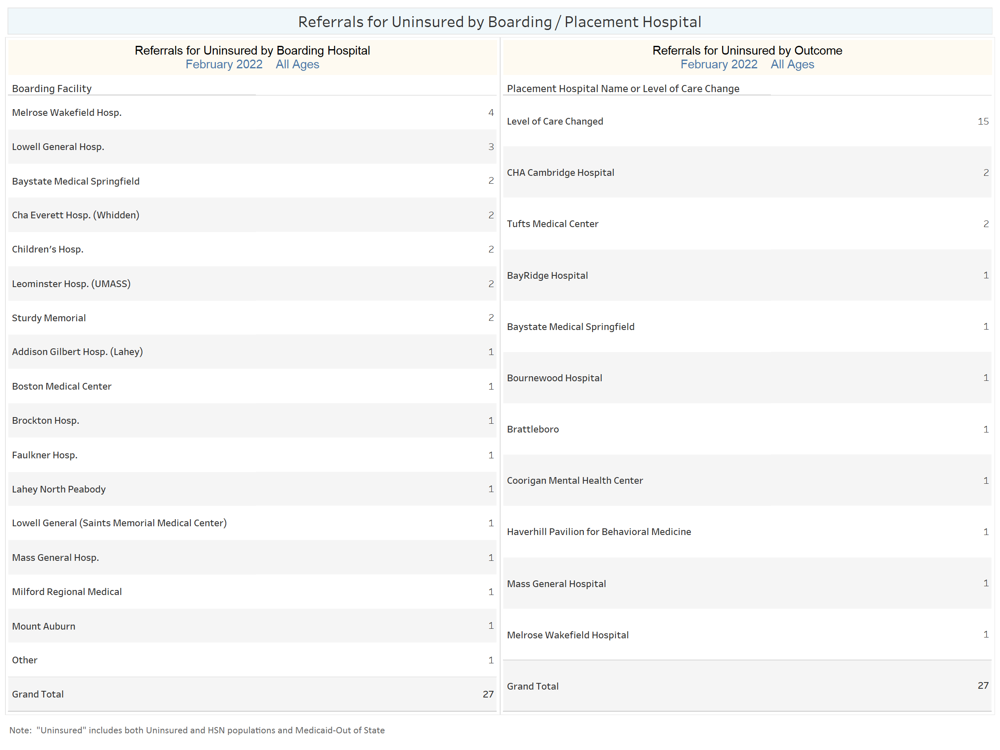 Referrals for Uninsured by Boarding / Placement Hospital
Referrals for Uninsured by Boarding Hospital
February 2022 All Ages
Boarding Facility
Melrose Wakefield Hosp. 4
Lowell General Hosp. 3
Baystate Medical Springfield 2
Cha Everett Hosp. (Whidden) 2
Children's Hosp. 2
Leominster Hosp. (UMASS) 2
Sturdy Memorial 2
Addison Gilbert Hosp. (Lahey) 1
Boston Medical Center 1
Brockton Hosp. 1
Faulkner Hosp. 1
Lahey North Peabody 1
Lowell General (Saints Memorial Medical Center) 1
Mass General Hosp. 1
Milford Regional Medical 1
Mount Auburn 1
Other 1
Grand Total 27
Referrals for Uninsured by Outcome
February 2022 All Ages
Placement Hospital Name or Level of Care Change
Level of Care Changed 15
CHA Cambridge Hospital 2
Tufts Medical Center 2
BayRidge Hospital 1
Baystate Medical Springfield 1
Bournewood Hospital 1
Brattleboro 1
Coorigan Mental Health Center 1
Haverhill Pavilion for Behavioral Medicine 1
Mass General Hospital 1
Melrose Wakefield Hospital 1
Grand Total 27
Note: "Uninsured" includes both Uninsured and HSN populations and Medicaid-Out of State